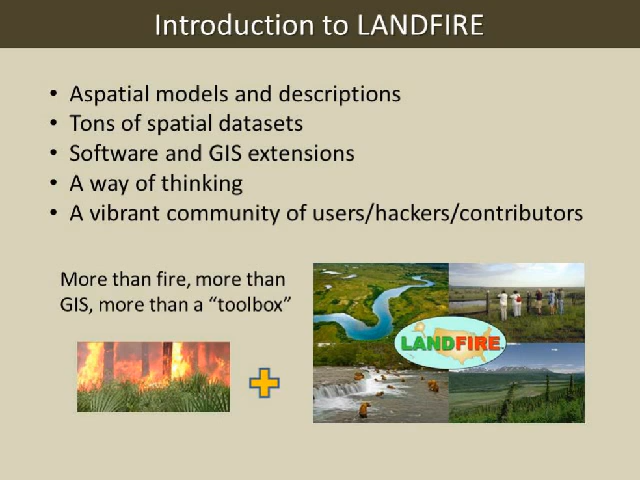 Introduction to LANDFIRE
• Aspatial models and descriptions
• Tons of spatial datasets
• Software and GIS extensions
• A way of thinking
• A vibrant community of users/hackers/contributors
More than fire, more than
GIS, more than a “toolbox”
LANDFIRE